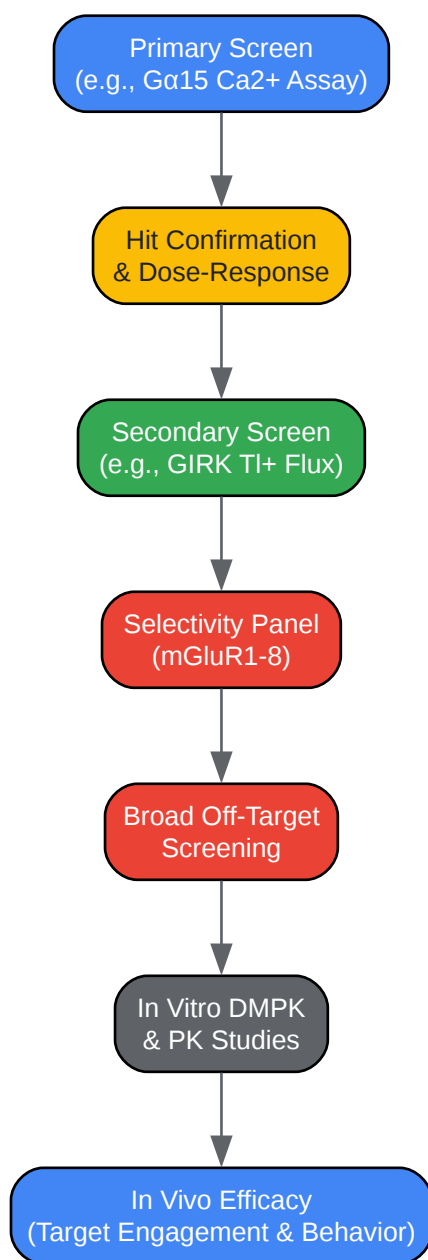 Primary Screen
(e.g., Gα15 Ca2+ Assay)
Hit Confirmation
& Dose-Response
Secondary Screen
(e.g., GIRK Tl+ Flux)
Selectivity Panel
(mGluR1-8)
Broad Off-Target
Screening
In Vitro DMPK
& PK Studies
In Vivo Efficacy
(Target Engagement & Behavior)